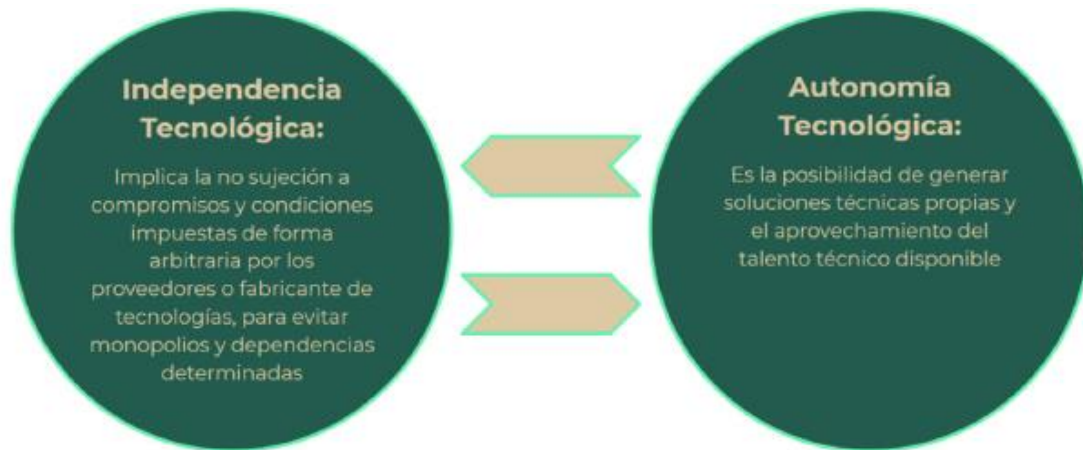 Independencia
Tecnológica:
Implica la no sujeción a
compromisos y condiciones
impuestas de forma
arbitraria por los
proveedores o fabricante de
tecnologías, para evitar
monopolios y dependencias
determinadas
Autonomía
Tecnológica:
Es la posibilidad de generar
soluciones técnicas propias y
el aprovechamiento del
talento técnico disponible